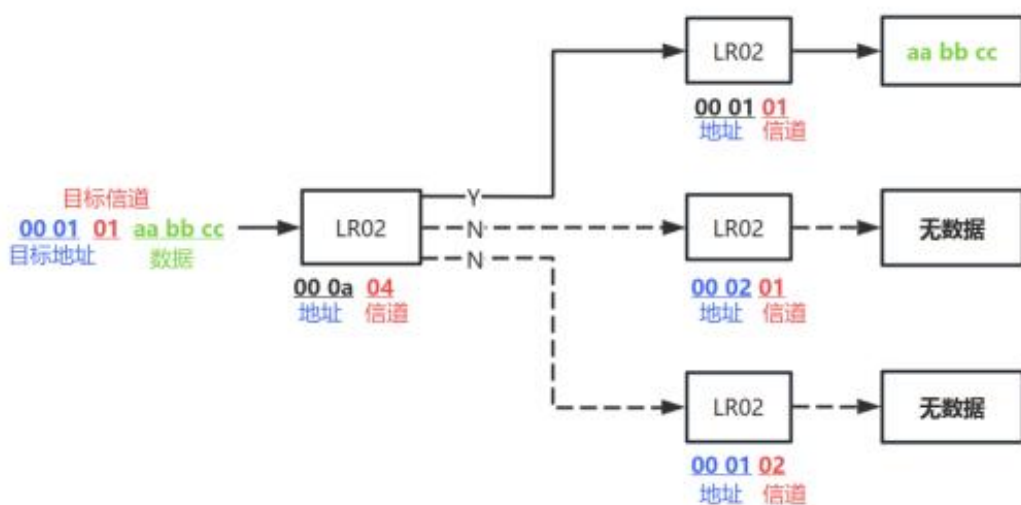 LR02
aa bb cc
00 01 01
地址 信道
目标信道
00 01 01 aa bb cc
目标地址 数据
LR02
00 0a 04
地址 信道
Y
N
N
LR02
无数据
00 02 01
地址 信道
LR02
无数据
00 01 02
地址 信道